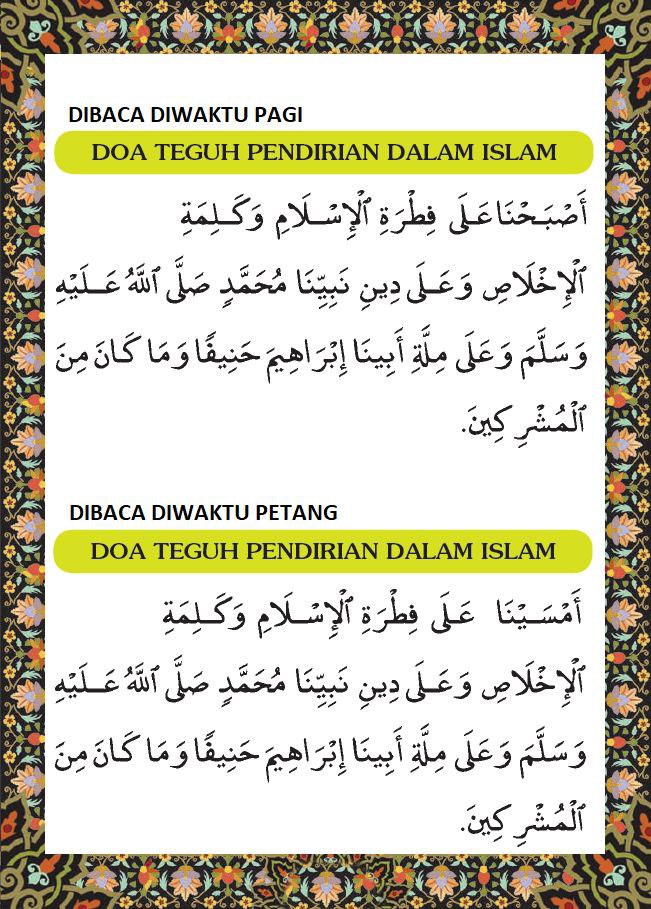 DIBACA DIWAKTU PAGI
DOA TEGUH PENDIRIAN DALAM ISLAM
أَصْبَحْنَا عَلَى فِطْرَةِ ٱلْإِسْلَامِ وَكَلِمَةِ
ٱلْإِخْلَاصِ وَعَلَى دِينِ نَبِيِّنَا مُحَمَّدٍ صَلَّى ٱللَّهُ عَلَيْهِ
وَسَلَّمَ وَعَلَى مِلَّةِ أَبِينَا إِبْرَاهِيمَ حَنِيفًا وَمَا كَانَ مِنَ
ٱلْمُشْرِكِينَ.
DIBACA DIWAKTU PETANG
DOA TEGUH PENDIRIAN DALAM ISLAM
أَمْسَيْنَا عَلَى فِطْرَةِ ٱلْإِسْلَامِ وَكَلِمَةِ
ٱلْإِخْلَاصِ وَعَلَى دِينِ نَبِيِّنَا مُحَمَّدٍ صَلَّى ٱللَّهُ عَلَيْهِ
وَسَلَّمَ وَعَلَى مِلَّةِ أَبِينَا إِبْرَاهِيمَ حَنِيفًا وَمَا كَانَ مِنَ
ٱلْمُشْرِكِينَ.